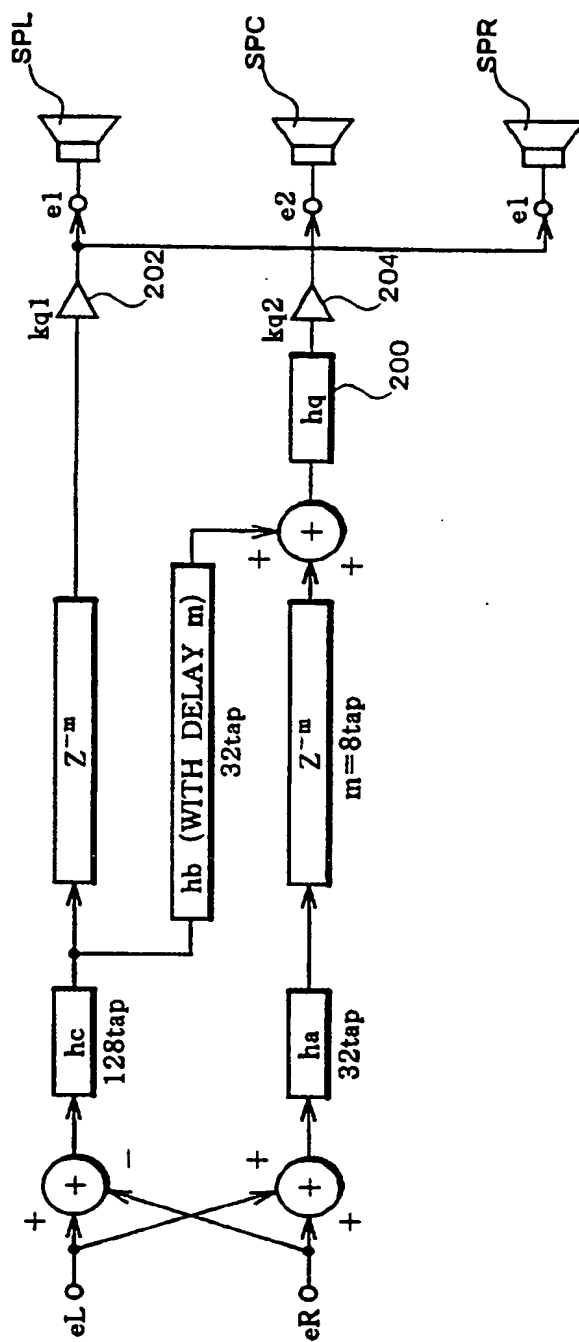 eL
eR
+
+
-
+
+
+
hc
128tap
ha
32tap
Z⁻ᵐ
hb (WITH DELAY m)
32tap
Z⁻ᵐ
m=8tap
+
+
+
hq
200
kq1
202
kq2
204
e1
e2
e1
SPL
SPC
SPR